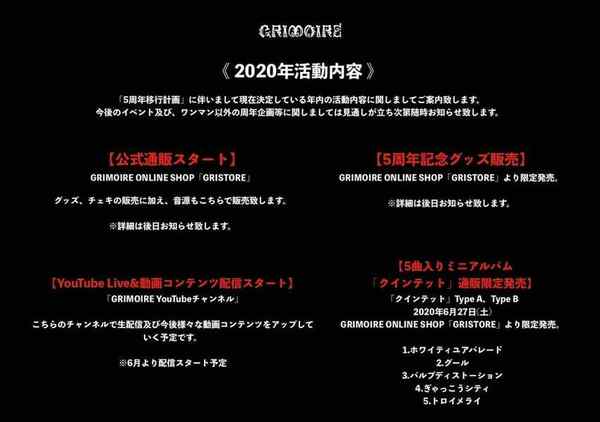 GRIMOIRE
《 2020年活動内容 》
「5周年移行計画」に伴いまして現在決定している年内の活動内容に関しましてご案内致します。
今後のイベント及び、ワンマン以外の周年企画等に関しましては見通しが立ち次第随時お知らせ致します。
【公式通販スタート】
GRIMOIRE ONLINE SHOP「GRISTORE」
グッズ、チェキの販売に加え、音源もこちらで販売致します。
※詳細は後日お知らせ致します。
【5周年記念グッズ販売】
GRIMOIRE ONLINE SHOP「GRISTORE」より限定発売。
※詳細は後日お知らせ致します。
【YouTube Live&動画コンテンツ配信スタート】
「GRIMOIRE YouTubeチャンネル」
こちらのチャンネルで生配信及び今後様々な動画コンテンツをアップして
いく予定です。
※6月より配信スタート予定
【5曲入りミニアルバム
「クインテット」通販限定発売】
「クインテット」Type A、Type B
2020年6月27日(土)
GRIMOIRE ONLINE SHOP「GRISTORE」より限定発売。
1.ホワイティユアパレード
2.グール
3.パルプディストーション
4.ぎゃっこうシティ
5.トロイメライ